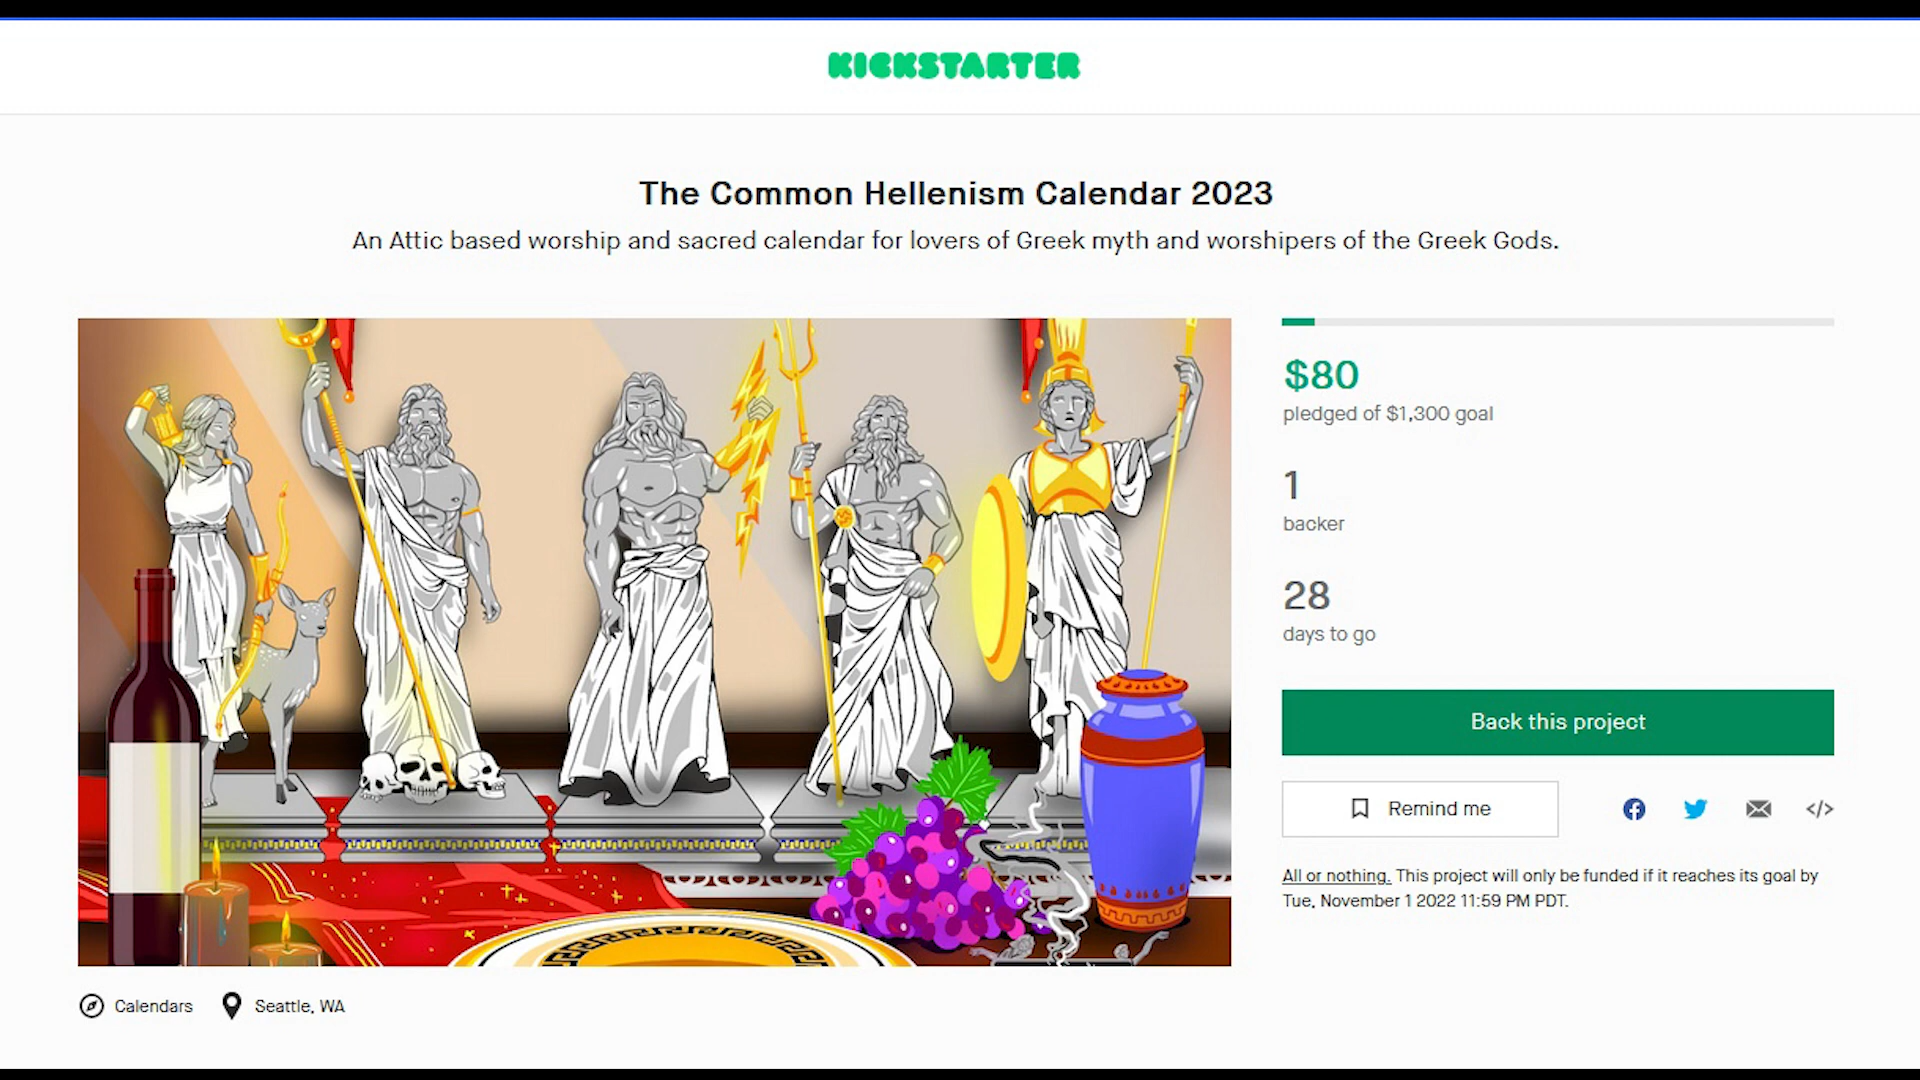 KICKSTARTER
The Common Hellenism Calendar 2023
An Attic based worship and sacred calendar for lovers of Greek myth and worshipers of the Greek Gods.
$80
pledged of $1,300 goal
1
backer
28
days to go
Back this project
Remind me
</>
All or nothing. This project will only be funded if it reaches its goal by
Tue, November 1 2022 11:59 PM PDT.
Calendars
Seattle, WA